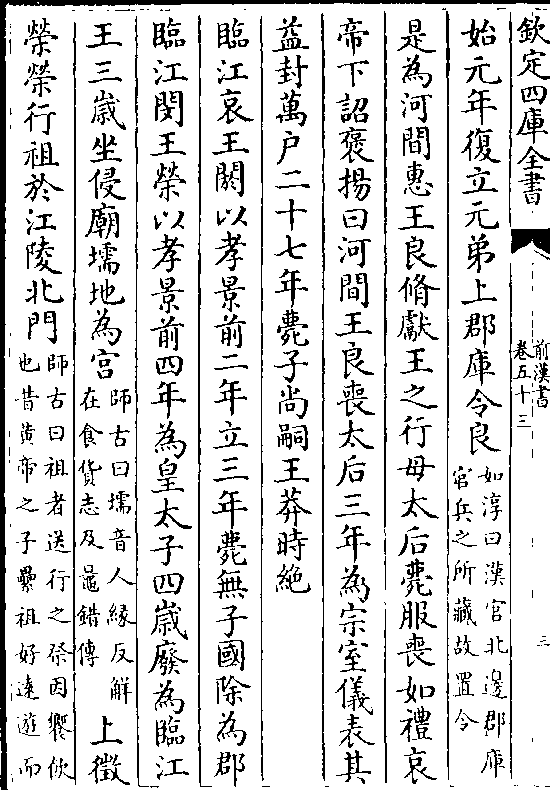 欽定四庫全書
前漢書
卷五十三
三
始元年復立元弟上郡庫令良如淳曰漢官北邊郡庫官兵之所藏故置令
是為河間惠王良脩獻王之行母太后薨服喪如禮哀
帝下詔褒揚曰河間王良喪太后三年為宗室儀表其
益封萬户二十七年薨子尚嗣王莽時絶
臨江哀王閼以孝景前二年立三年薨無子國除為郡
臨江閔王榮以孝景前四年為皇太子四歳廢為臨江
王三歳坐侵廟壖地為宫師古曰壖音人縁反解在食貨志及鼂錯傳上徵
榮榮行祖於江陵北門師古曰祖者送行之祭因饗飲也昔黄帝之子纍祖好逺遊而